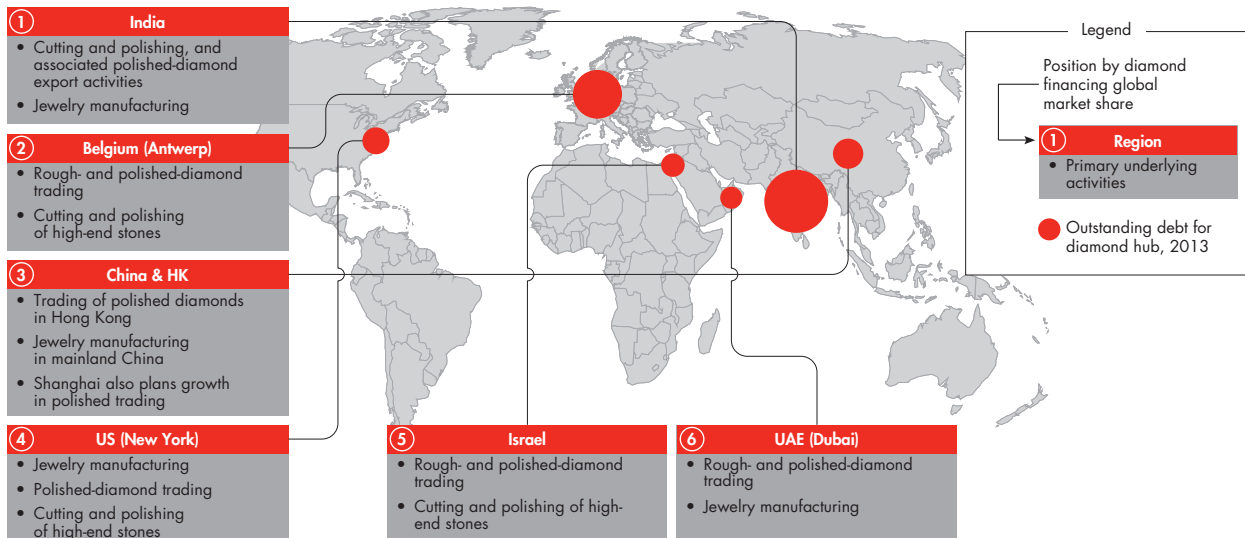 1 India
• Cutting and polishing, and
associated polished-diamond
export activities
• Jewelry manufacturing
2 Belgium (Antwerp)
• Rough- and polished-diamond
trading
• Cutting and polishing
of high-end stones
3 China & HK
• Trading of polished diamonds
in Hong Kong
• Jewelry manufacturing
in mainland China
• Shanghai also plans growth
in polished trading
4 US (New York)
• Jewelry manufacturing
• Polished-diamond trading
• Cutting and polishing
of high-end stones
5 Israel
• Rough- and polished-diamond
trading
• Cutting and polishing of high-
end stones
6 UAE (Dubai)
• Rough- and polished-diamond
trading
• Jewelry manufacturing
Legend
Position by diamond
financing global
market share
1 Region
• Primary underlying
activities
Outstanding debt for
diamond hub, 2013